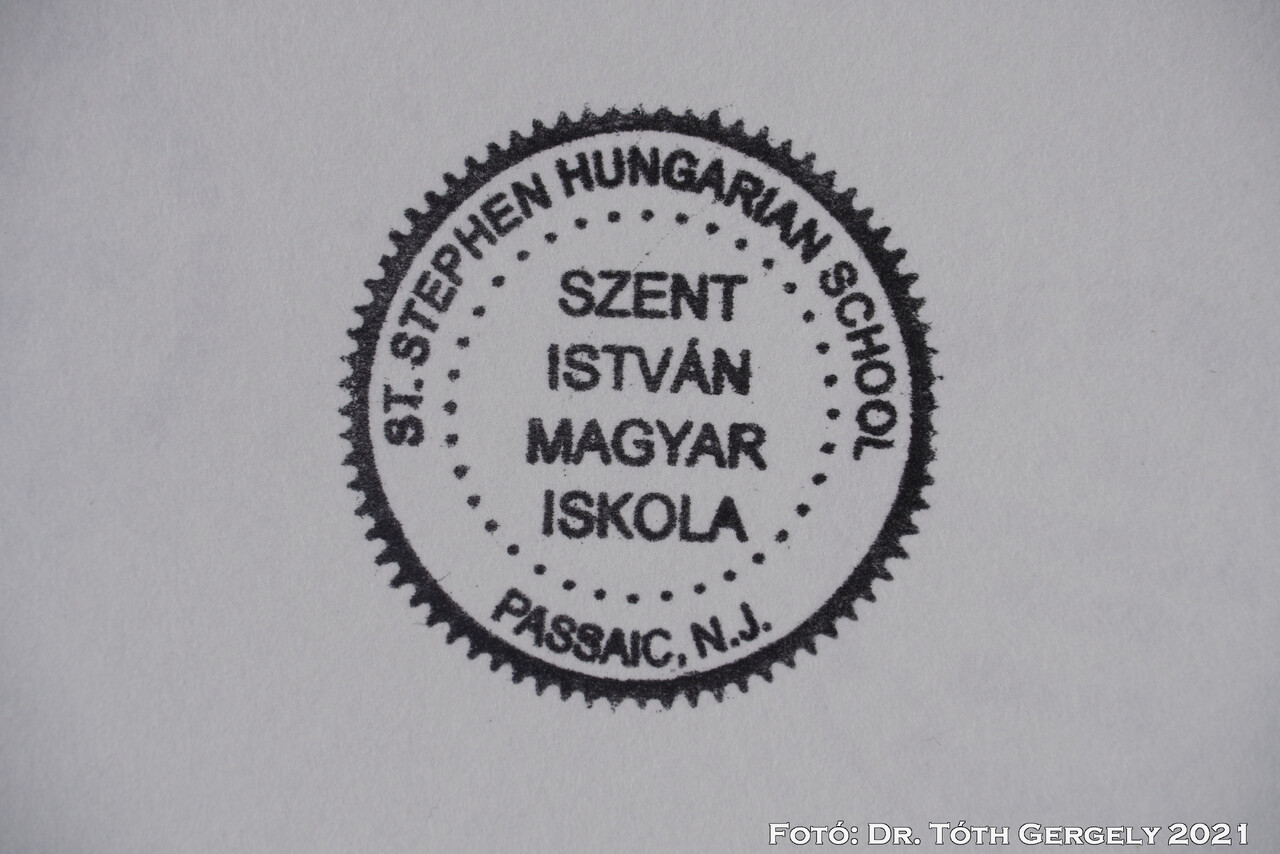 ST. STEPHEN HUNGARIAN SCHOOL
SZENT
ISTVÁN
MAGYAR
ISKOLA
PASSAIC, N.J.
Fotó: Dr. Tóth Gergely 2021